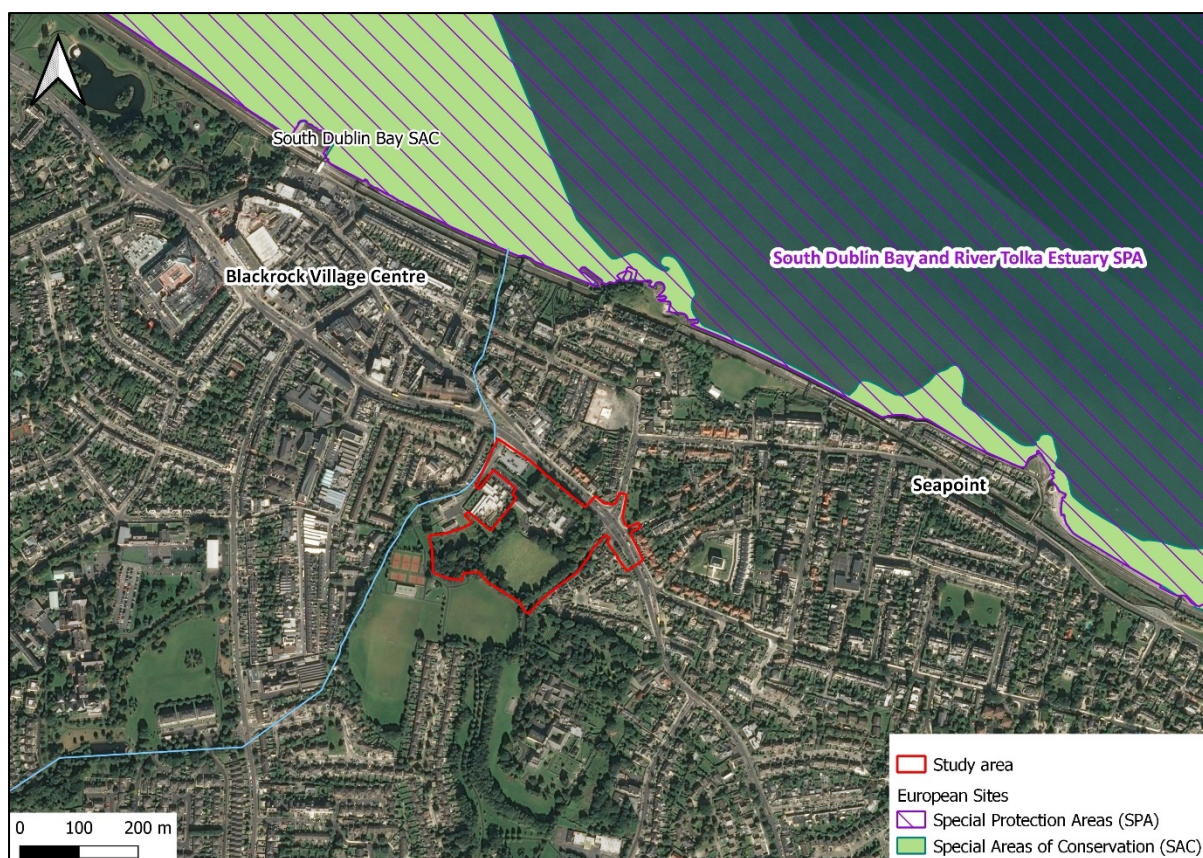 South Dublin Bay SAC
Blackrock Village Centre
South Dublin Bay and River Tolka Estuary SPA
Seapoint
Study area
European Sites
Special Protection Areas (SPA)
Special Areas of Conservation (SAC)
0 100 200 m